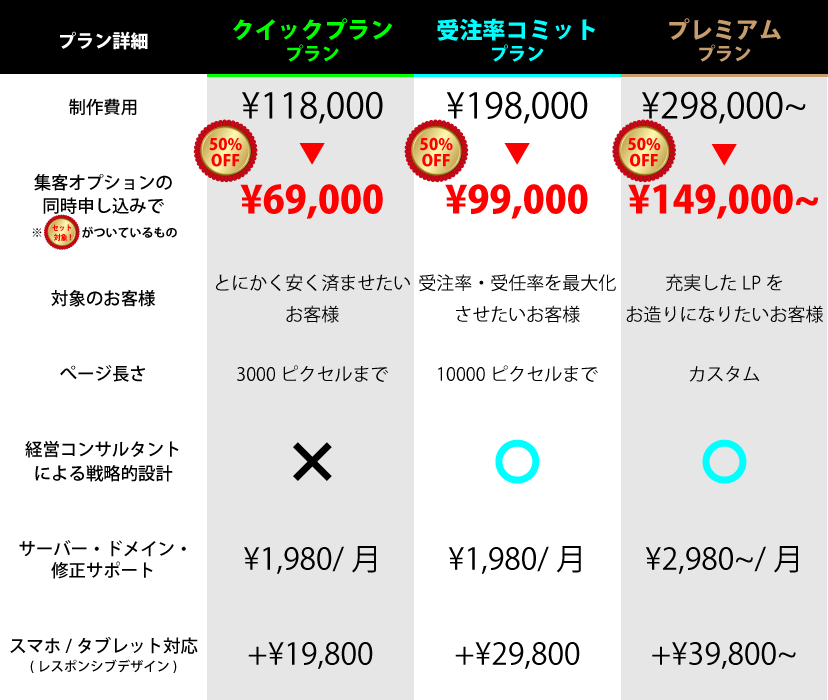 プラン詳細
クイックプラン
プラン
受注率コミット
プラン
プレミアム
プラン
制作費用
¥118,000
¥198,000
¥298,000~
50%
OFF
50%
OFF
50%
OFF
集客オプションの
同時申し込みで
※ セット
対象！ がついているもの
¥69,000
¥99,000
¥149,000~
対象のお客様
とにかく安く済ませたい
お客様
受注率・受任率を最大化
させたいお客様
充実した LP を
お造りになりたいお客様
ページ長さ
3000 ピクセルまで
10000 ピクセルまで
カスタム
経営コンサルタント
による戦略的設計
サーバー・ドメイン・
修正サポート
¥1,980/ 月
¥1,980/ 月
¥2,980~/ 月
スマホ / タブレット対応
( レスポンシブデザイン )
+¥19,800
+¥29,800
+¥39,800~